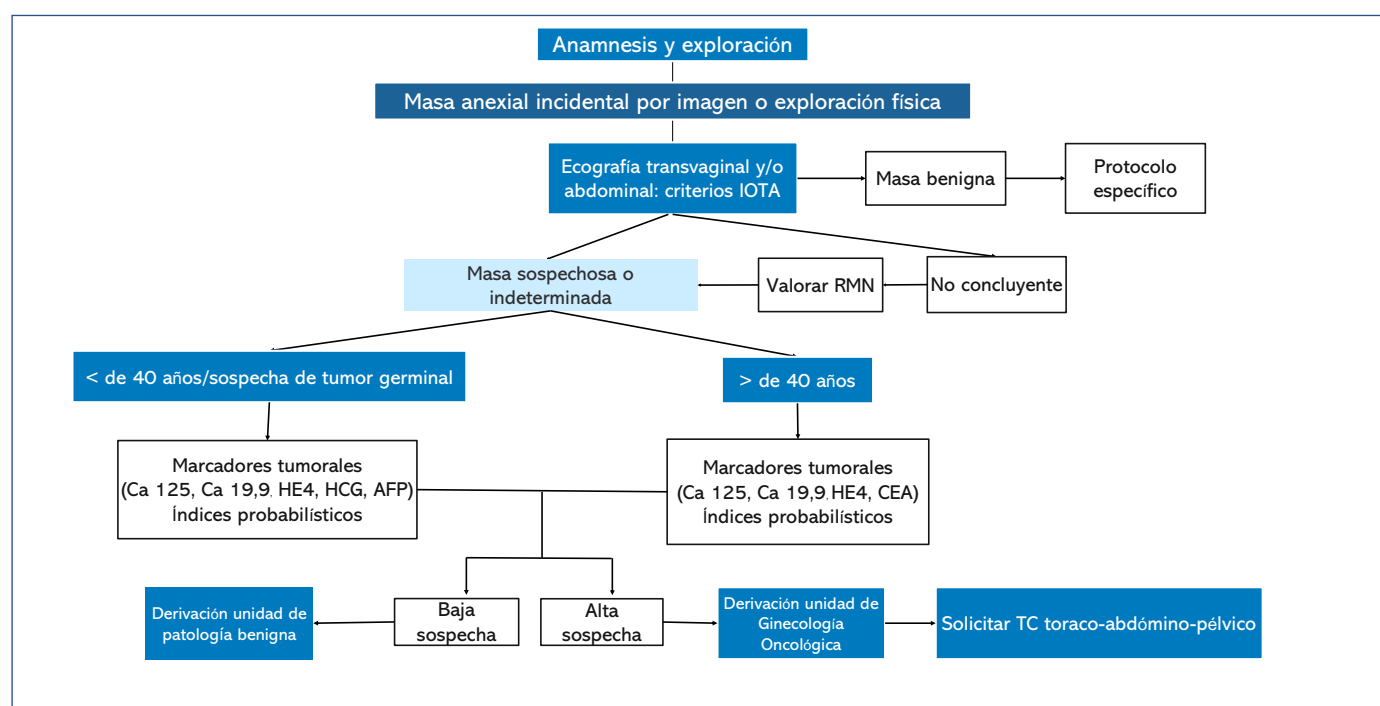 Anamnesis y exploración
Masa anexial incidental por imagen o exploración física
Ecografía transvaginal y/o
abdominal: criterios IOTA
Masa benigna
Protocolo
específico
Masa sospechosa o
indeterminada
Valorar RMN
No concluyente
< de 40 años/sospecha de tumor germinal
> de 40 años
Marcadores tumorales
(Ca 125, Ca 19,9, HE4, HCG, AFP)
Índices probabilísticos
Marcadores tumorales
(Ca 125, Ca 19,9, HE4, CEA)
Índices probabilísticos
Derivación unidad de
patología benigna
Baja
sospecha
Alta
sospecha
Derivación unidad de
Ginecología
Oncológica
Solicitar TC toraco-abdómino-pélvico